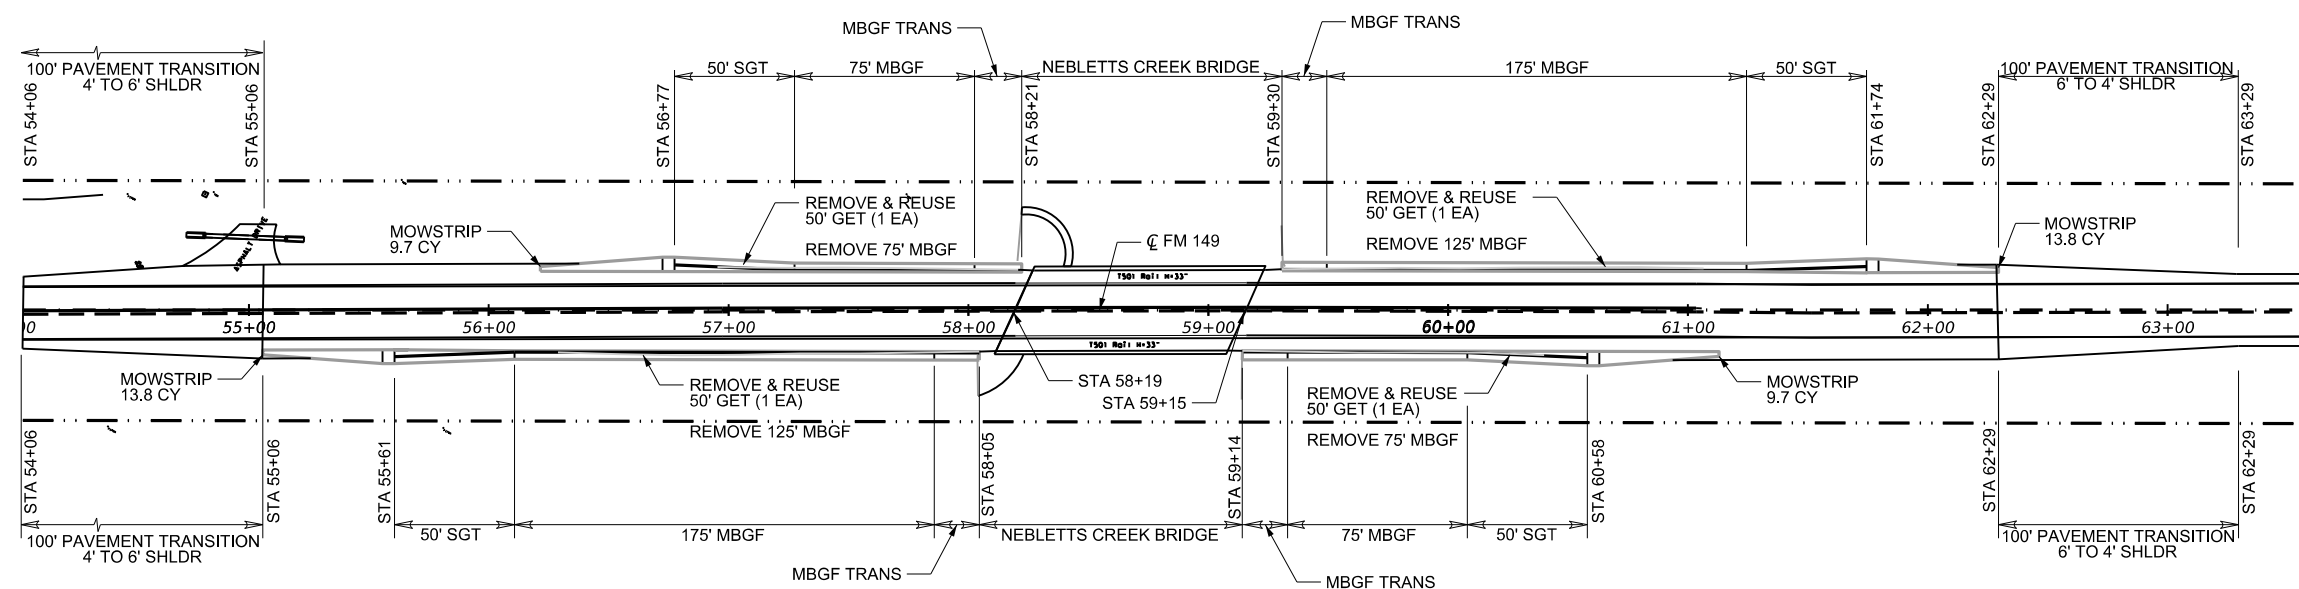 MBGF TRANS
MBGF TRANS
100' PAVEMENT TRANSITION
4' TO 6' SHLDR
50' SGT
75' MBGF
NEBLETTS CREEK BRIDGE
175' MBGF
50' SGT
100' PAVEMENT TRANSITION
6' TO 4' SHLDR
STA 54+06
STA 55+06
STA 56+77
STA 58+21
STA 59+30
STA 61+74
STA 62+29
STA 63+29
REMOVE & REUSE
50' GET (1 EA)
REMOVE 75' MBGF
REMOVE & REUSE
50' GET (1 EA)
REMOVE 125' MBGF
MOWSTRIP
9.7 CY
℄ FM 149
MOWSTRIP
13.8 CY
T501 Rail H=33"
55+00
56+00
57+00
58+00
59+00
60+00
61+00
62+00
63+00
T501 Rail H=33"
MOWSTRIP
13.8 CY
REMOVE & REUSE
50' GET (1 EA)
REMOVE 125' MBGF
STA 58+19
STA 59+15
REMOVE & REUSE
50' GET (1 EA)
REMOVE 75' MBGF
MOWSTRIP
9.7 CY
STA 54+06
STA 55+06
STA 55+61
STA 58+05
STA 59+14
STA 60+58
STA 62+29
STA 62+29
100' PAVEMENT TRANSITION
4' TO 6' SHLDR
50' SGT
175' MBGF
NEBLETTS CREEK BRIDGE
75' MBGF
50' SGT
100' PAVEMENT TRANSITION
6' TO 4' SHLDR
MBGF TRANS
MBGF TRANS